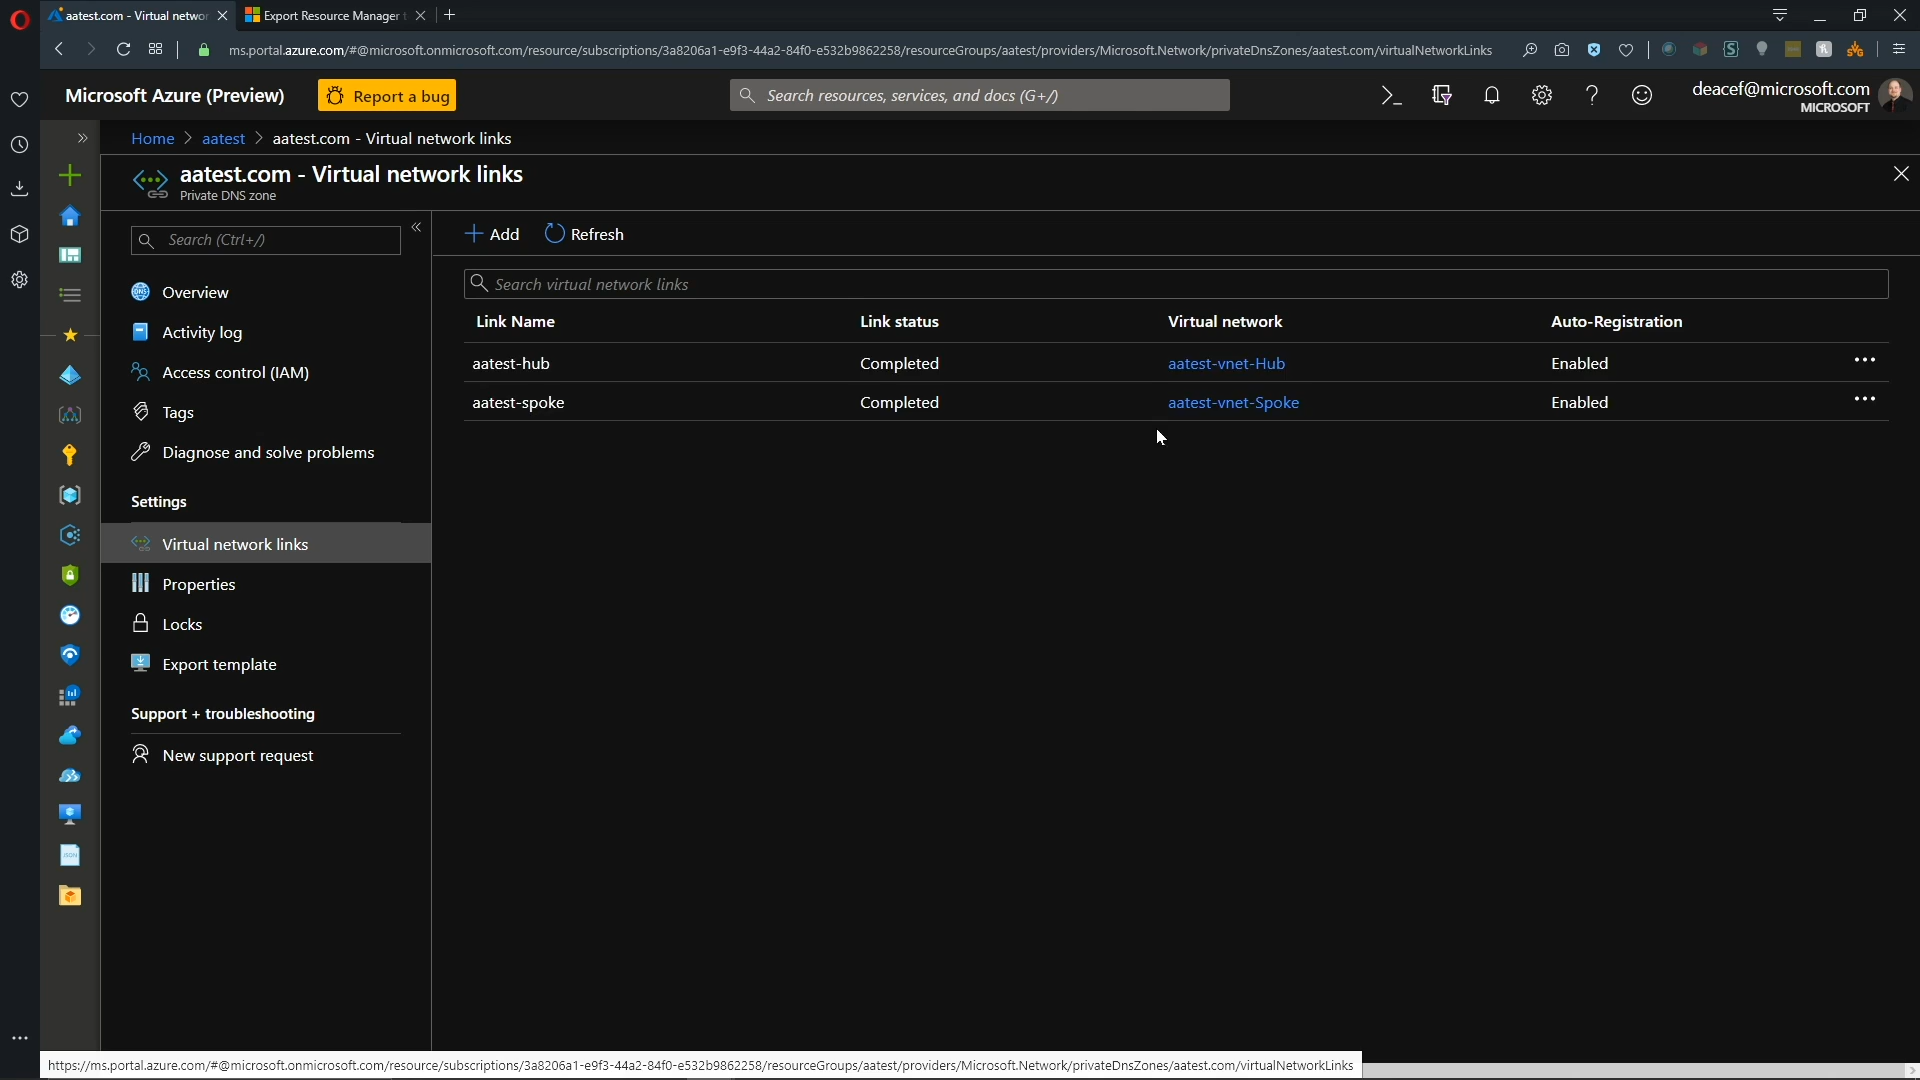 aatest.com - Virtual networ
Export Resource Manager t
ms.portal.azure.com/#@microsoft.onmicrosoft.com/resource/subscriptions/3a8206a1-e9f3-44a2-84f0-e532b9862258/resourceGroups/aatest/providers/Microsoft.Network/privateDnsZones/aatest.com/virtualNetworkLinks
Microsoft Azure (Preview)
Report a bug
Search resources, services, and docs (G+/)
deacef@microsoft.com
MICROSOFT
Home > aatest > aatest.com - Virtual network links
aatest.com - Virtual network links
Private DNS zone
Search (Ctrl+/)
Add
Refresh
Search virtual network links
Overview
Activity log
Access control (IAM)
Tags
Diagnose and solve problems
Settings
Virtual network links
Properties
Locks
Export template
Support + troubleshooting
New support request
Link Name Link status Virtual network Auto-Registration
aatest-hub Completed aatest-vnet-Hub Enabled
aatest-spoke Completed aatest-vnet-Spoke Enabled
https://ms.portal.azure.com/#@microsoft.onmicrosoft.com/resource/subscriptions/3a8206a1-e9f3-44a2-84f0-e532b9862258/resourceGroups/aatest/providers/Microsoft.Network/privateDnsZones/aatest.com/virtualNetworkLinks